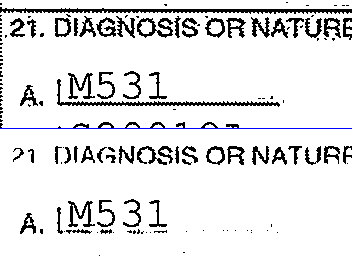 21. DIAGNOSIS OR NATURE
A. M531
21 DIAGNOSIS OR NATURE
A. M531